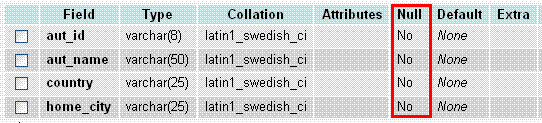 Field Type Collation Attributes Null Default Extra
aut_id varchar(8) latin1_swedish_ci No None
aut_name varchar(50) latin1_swedish_ci No None
country varchar(25) latin1_swedish_ci No None
home_city varchar(25) latin1_swedish_ci No None